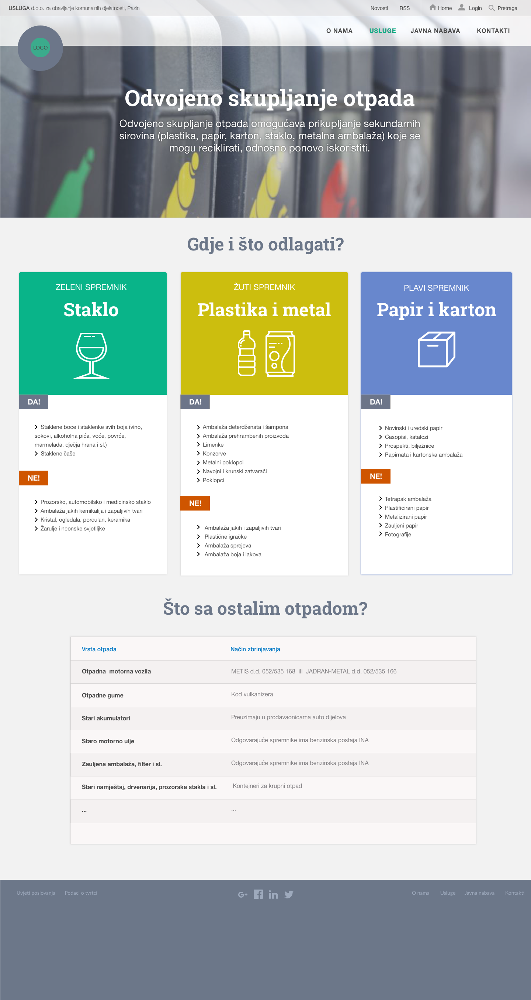 USLUGA d.o.o. za obavljanje komunalnih djelatnosti, Pazin
Novosti RSS Home Login Pretraga
O NAMA USLUGE JAVNA NABAVA KONTAKTI
LOGO
Odvojeno skupljanje otpada
Odvojeno skupljanje otpada omogućava prikupljanje sekundarnih
sirovina (plastika, papir, karton, staklo, metalna ambalaža) koje se
mogu reciklirati, odnosno ponovo iskoristiti.
Gdje i što odlagati?
ZELENI SPREMNIK
Staklo
DA!
Staklene boce i staklenke svih boja (vino,
sokovi, alkoholna pića, voće, povrće,
marmelada, dječja hrana i sl.)
Staklene čaše
NE!
Prozorsko, automobilsko i medicinsko staklo
Ambalaža jakih kemikalija i zapaljivih tvari
Kristal, ogledala, porculan, keramika
Žarulje i neonske svjetiljke
ŽUTI SPREMNIK
Plastika i metal
DA!
Ambalaža deterdženata i šampona
Ambalaža prehrambenih proizvoda
Limenke
Konzerve
Metalni poklopci
Navojni i krunski zatvarači
Poklopci
NE!
Ambalaža jakih i zapaljivih tvari
Plastične igračke
Ambalaža sprejeva
Ambalaža boja i lakova
PLAVI SPREMNIK
Papir i karton
DA!
Novinski i uredski papir
Časopisi, katalozi
Prospekti, bilježnice
Papirnata i kartonska ambalaža
NE!
Tetrapak ambalaža
Plastificirani papir
Metalizirani papir
Zauljeni papir
Fotografije
Što sa ostalim otpadom?
Vrsta otpada Način zbrinjavanja
Otpadna motorna vozila METIS d.d. 052/535 168 ili JADRAN-METAL d.d. 052/535 166
Otpadne gume Kod vulkanizera
Stari akumulatori Preuzimaju u prodavaonicama auto dijelova
Staro motorno ulje Odgovarajuće spremnike ima benzinska postaja INA
Zauljena ambalaža, filter i sl. Odgovarajuće spremnike ima benzinska postaja INA
Stari namještaj, drvenarija, prozorska stakla i sl. Kontejneri za krupni otpad
... ...
Uvjeti poslovanja Podaci o tvrtci O nama Usluge Javna nabava Kontakti